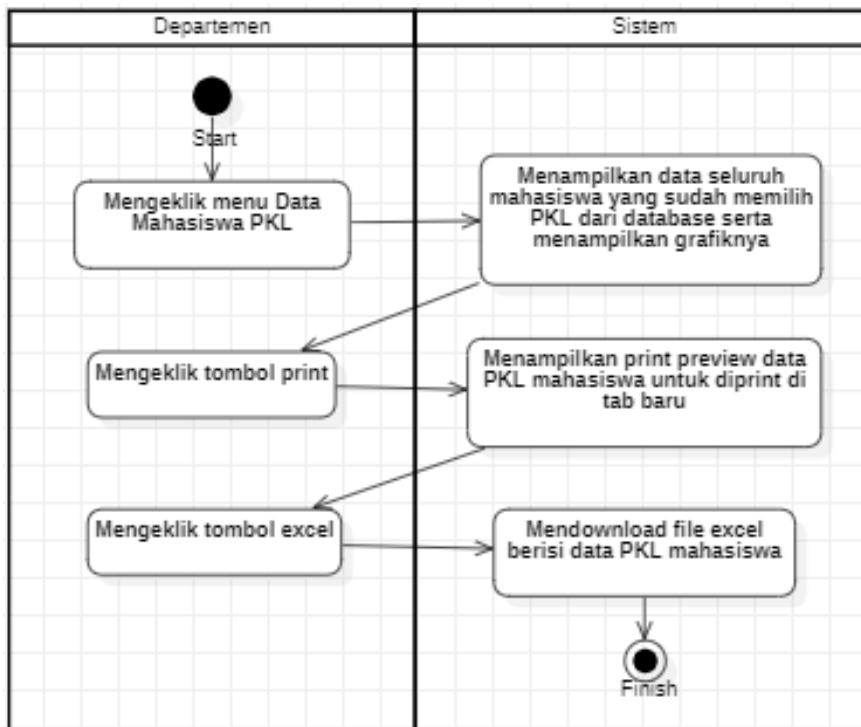 Departemen
Sistem
Start
Mengeklik menu Data
Mahasiswa PKL
Menampilkan data seluruh
mahasiswa yang sudah memilih
PKL dari database serta
menampilkan grafiknya
Mengeklik tombol print
Menampilkan print preview data
PKL mahasiswa untuk diprint di
tab baru
Mengeklik tombol excel
Mendownload file excel
berisi data PKL mahasiswa
Finish